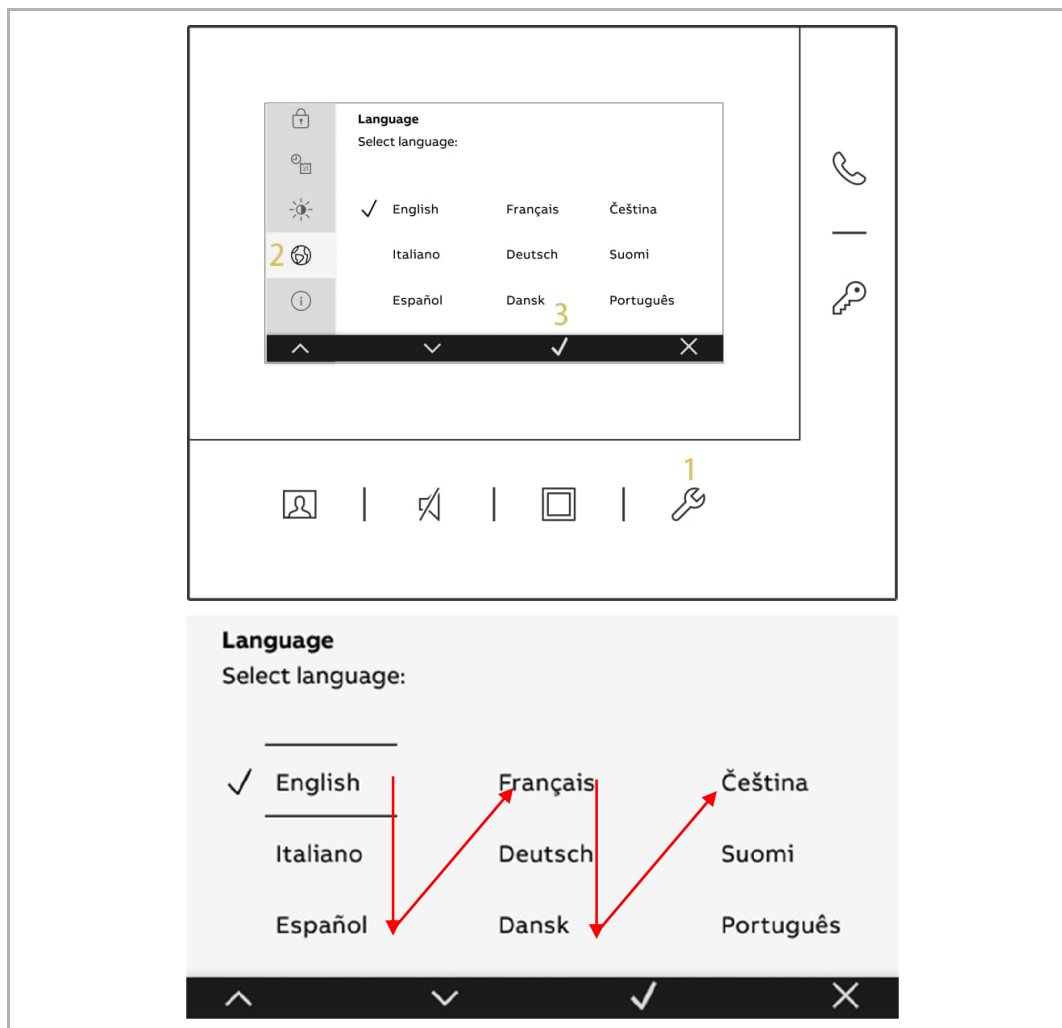 Language
Select language:
English Français Čeština
2
Italiano Deutsch Suomi
Español Dansk Português
3
1
Language
Select language:
English Français Čeština
Italiano Deutsch Suomi
Español Dansk Português